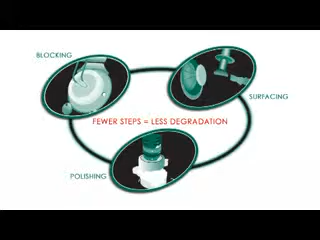 BLOCKING
SURFACING
FEWER STEPS = LESS DEGRADATION
POLISHING